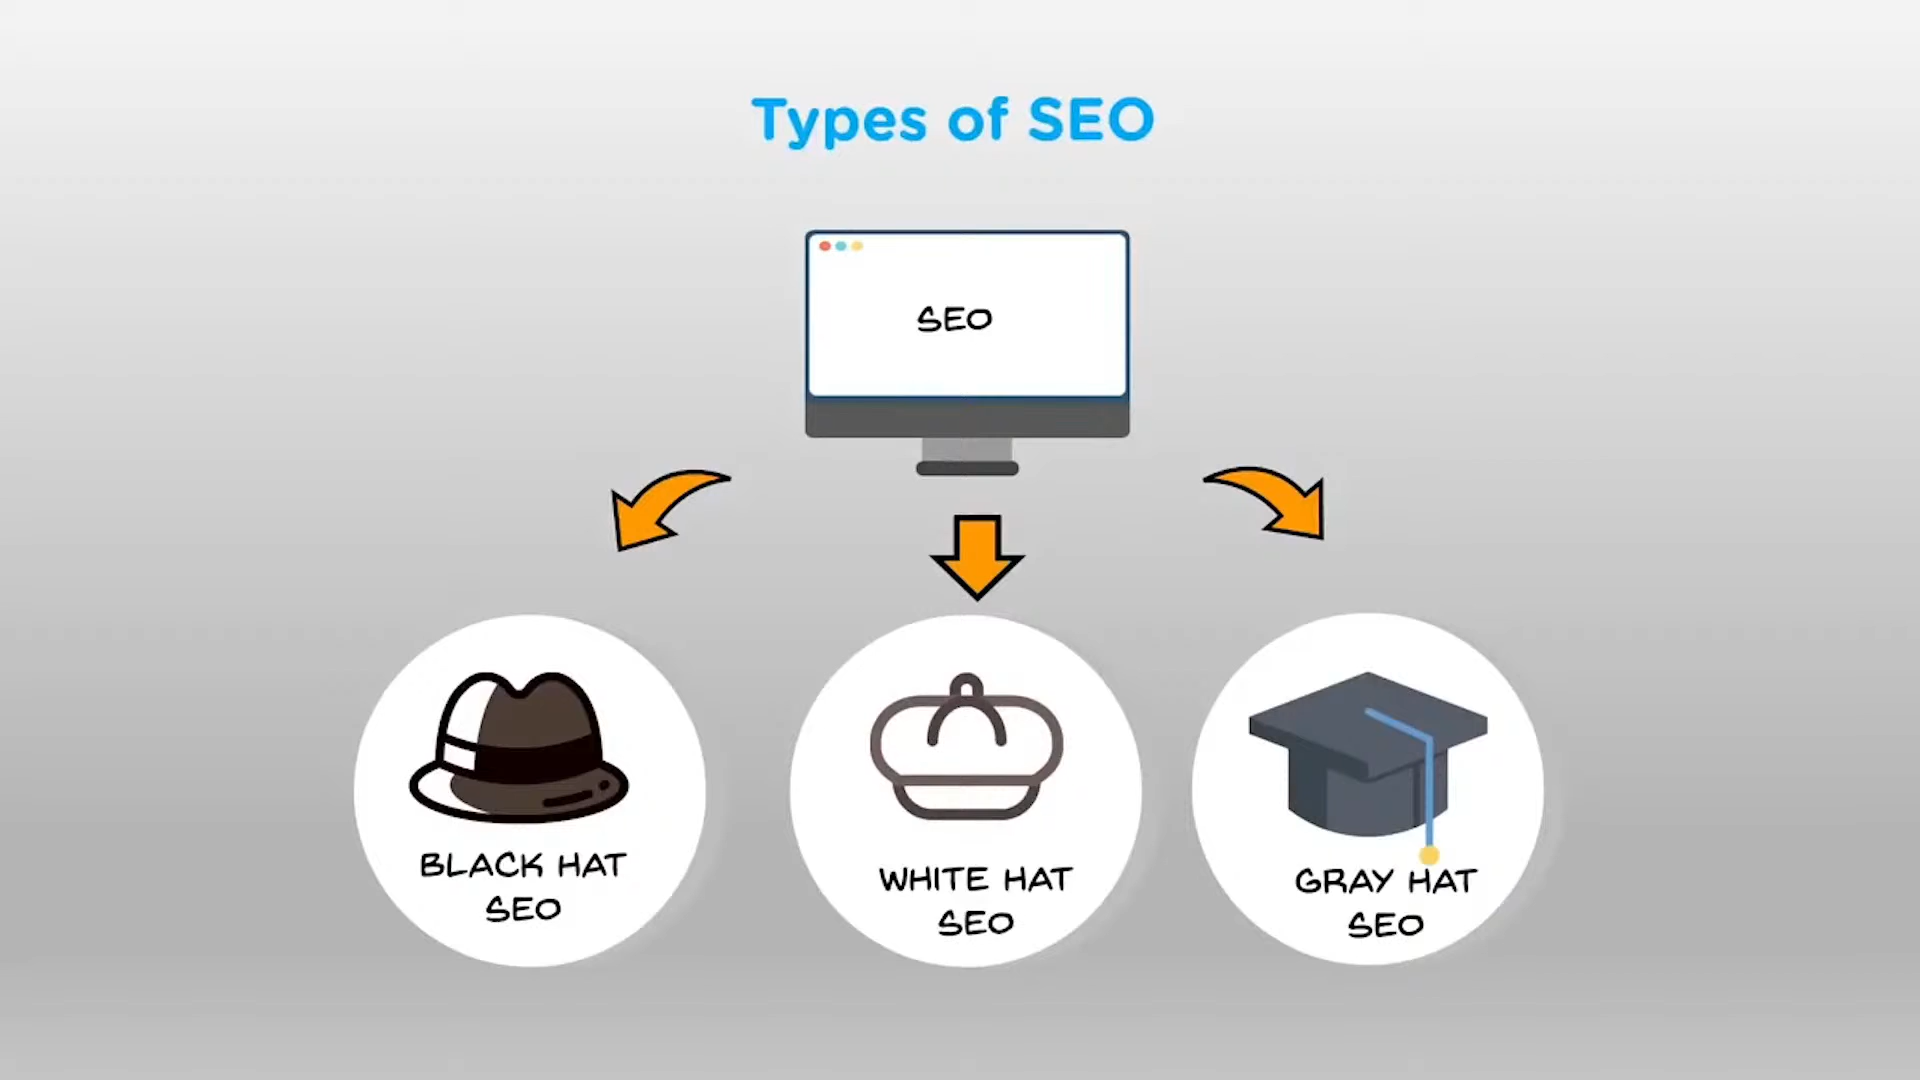 Types of SEO
SEO
BLACK HAT
SEO
WHITE HAT
SEO
GRAY HAT
SEO